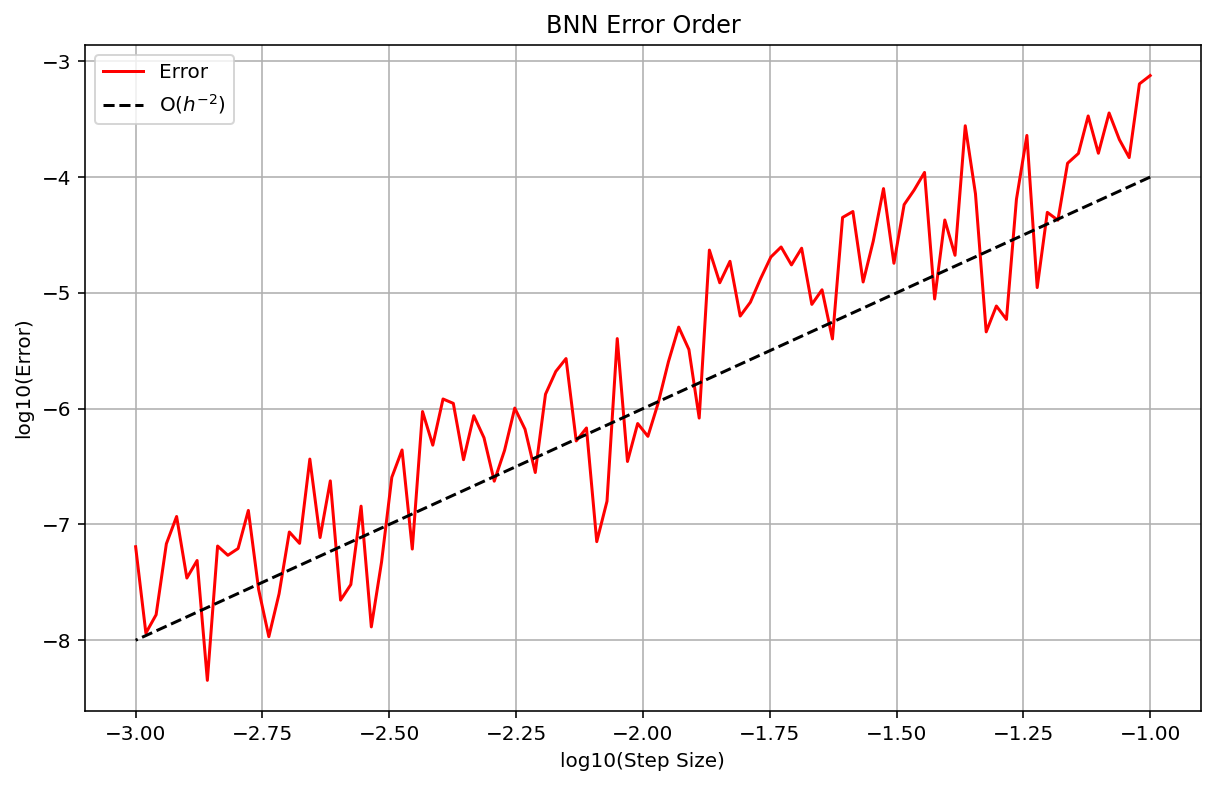 BNN Error Order
Error
O(h⁻²)
log10(Error)
−3
−4
−5
−6
−7
−8
−3.00 −2.75 −2.50 −2.25 −2.00 −1.75 −1.50 −1.25 −1.00
log10(Step Size)